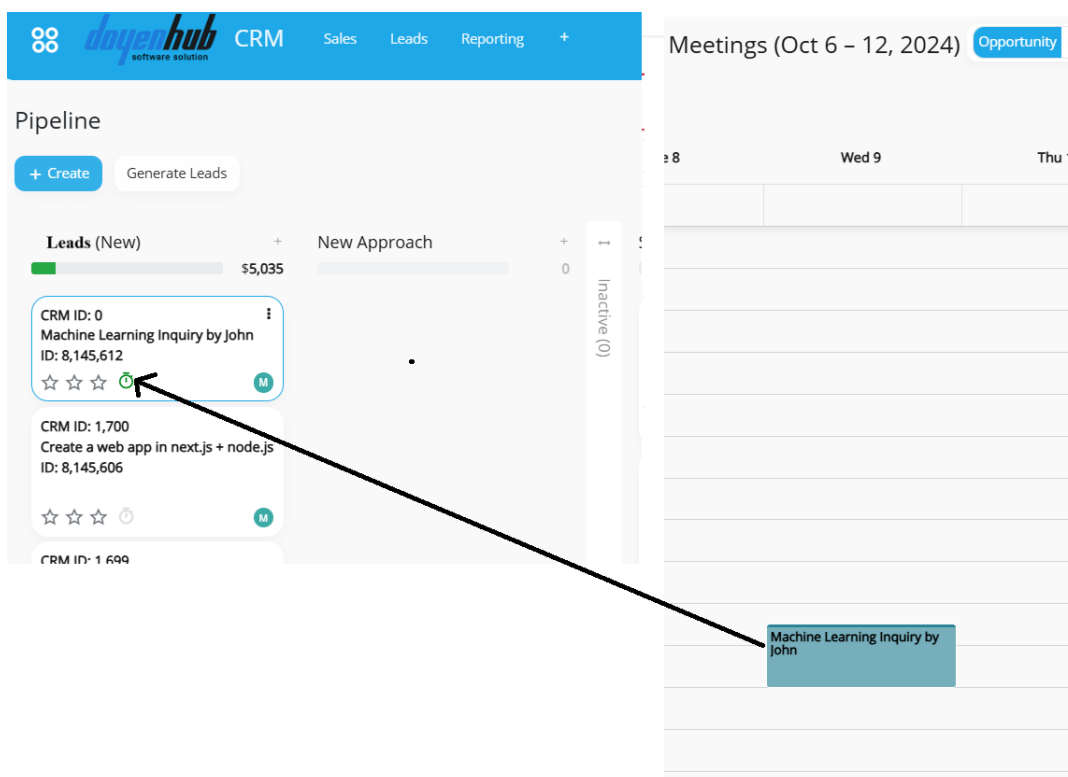 doyenhub
software solution
CRM
Sales
Leads
Reporting
+
Pipeline
+ Create
Generate Leads
Leads (New)
+
$5,035
New Approach
+
0
Inactive (0)
CRM ID: 0
Machine Learning Inquiry by John
ID: 8,145,612
M
CRM ID: 1,700
Create a web app in next.js + node.js
ID: 8,145,606
M
CRM ID: 1,699
Meetings (Oct 6 – 12, 2024)
Opportunity
e 8
Wed 9
Thu
Machine Learning Inquiry by
John